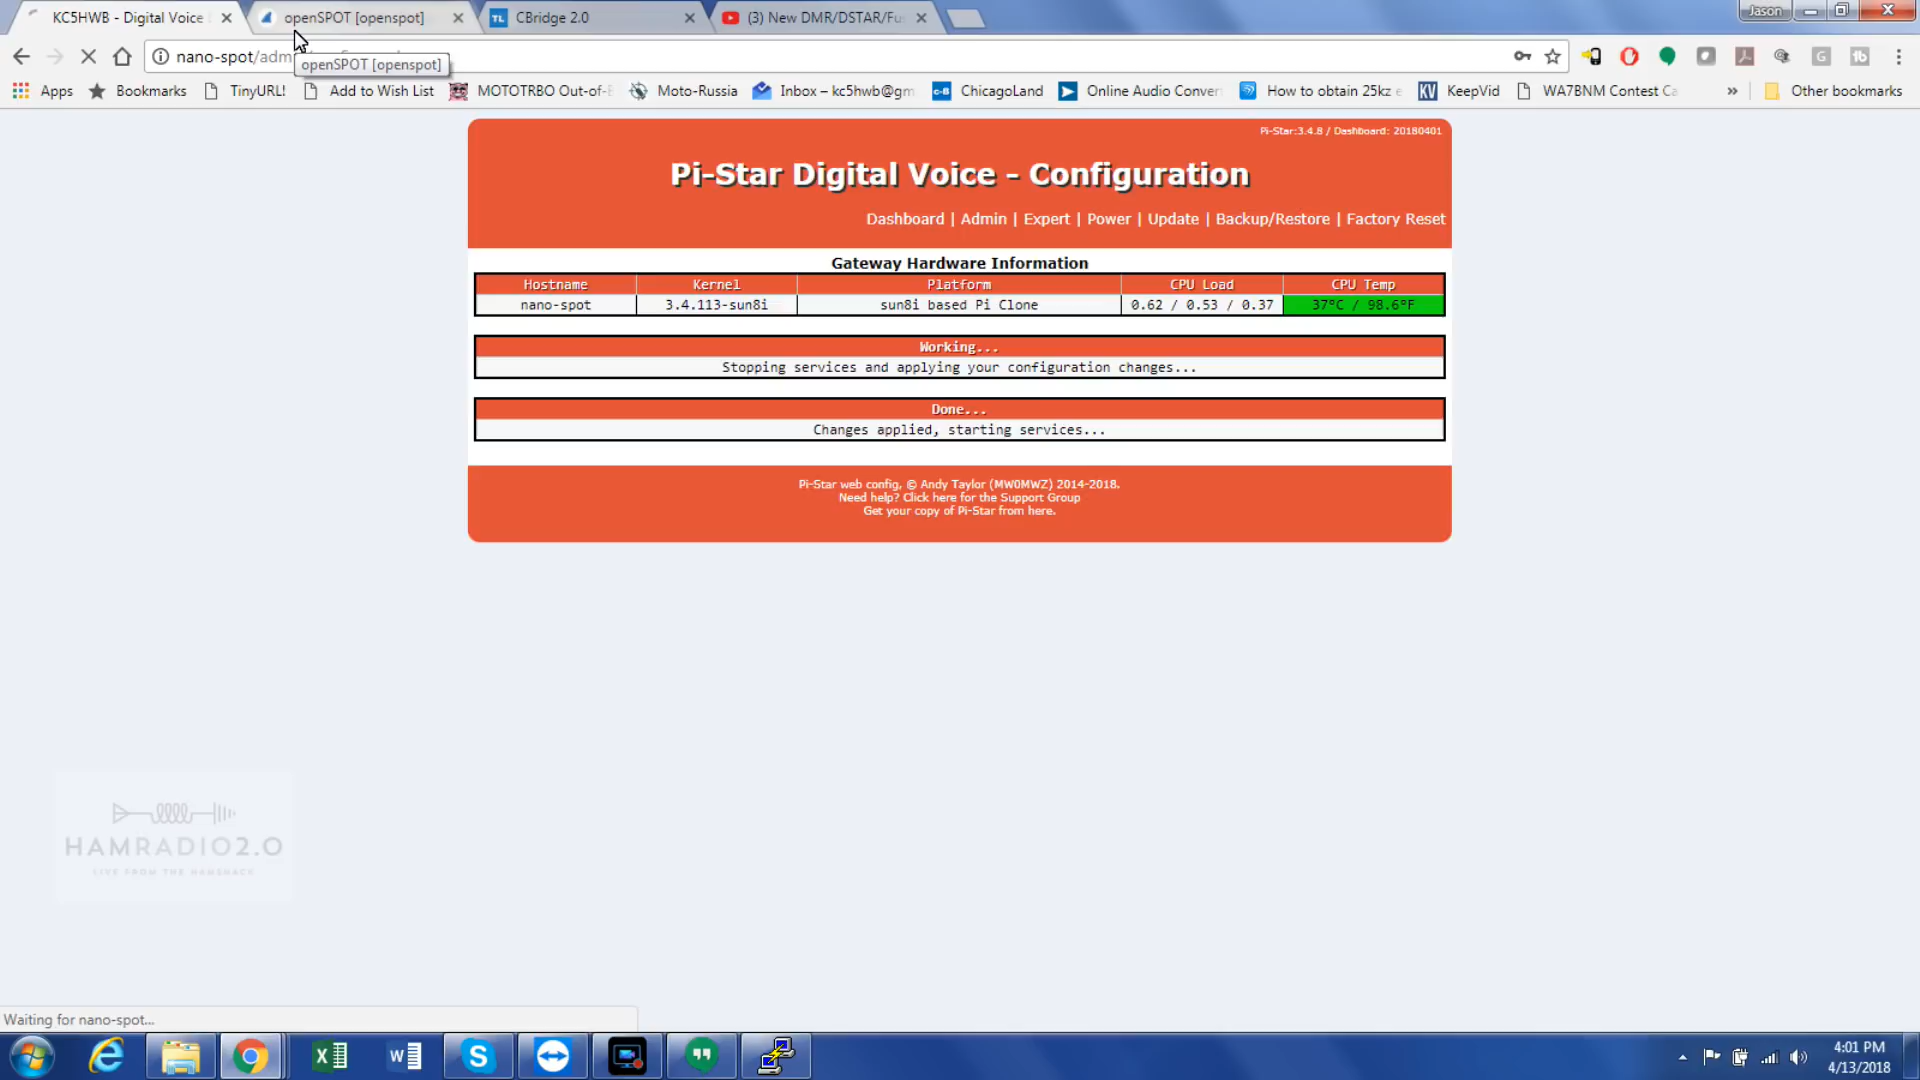 KC5HWB - Digital Voice
openSPOT [openspot]
CBridge 2.0
(3) New DMR/DSTAR/Fu
Jason
nano-spot/adm
openSPOT [openspot]
Apps
Bookmarks
TinyURL!
Add to Wish List
MOTOTRBO Out-of-
Moto-Russia
Inbox – kc5hwb@gm
ChicagoLand
Online Audio Conver
How to obtain 25kz e
KeepVid
WA7BNM Contest Ca
»
Other bookmarks
Pi-Star:3.4.8 / Dashboard: 20180401
Pi-Star Digital Voice - Configuration
Dashboard | Admin | Expert | Power | Update | Backup/Restore | Factory Reset
Gateway Hardware Information
Hostname Kernel Platform CPU Load CPU Temp
nano-spot 3.4.113-sun8i sun8i based Pi Clone 0.62 / 0.53 / 0.37 37°C / 98.6°F
Working...
Stopping services and applying your configuration changes...
Done...
Changes applied, starting services...
Pi-Star web config, © Andy Taylor (MW0MWZ) 2014-2018.
Need help? Click here for the Support Group
Get your copy of Pi-Star from here.
HAMRADIO2.O
LIVE FROM THE HAMSHACK
Waiting for nano-spot...
4:01 PM
4/13/2018